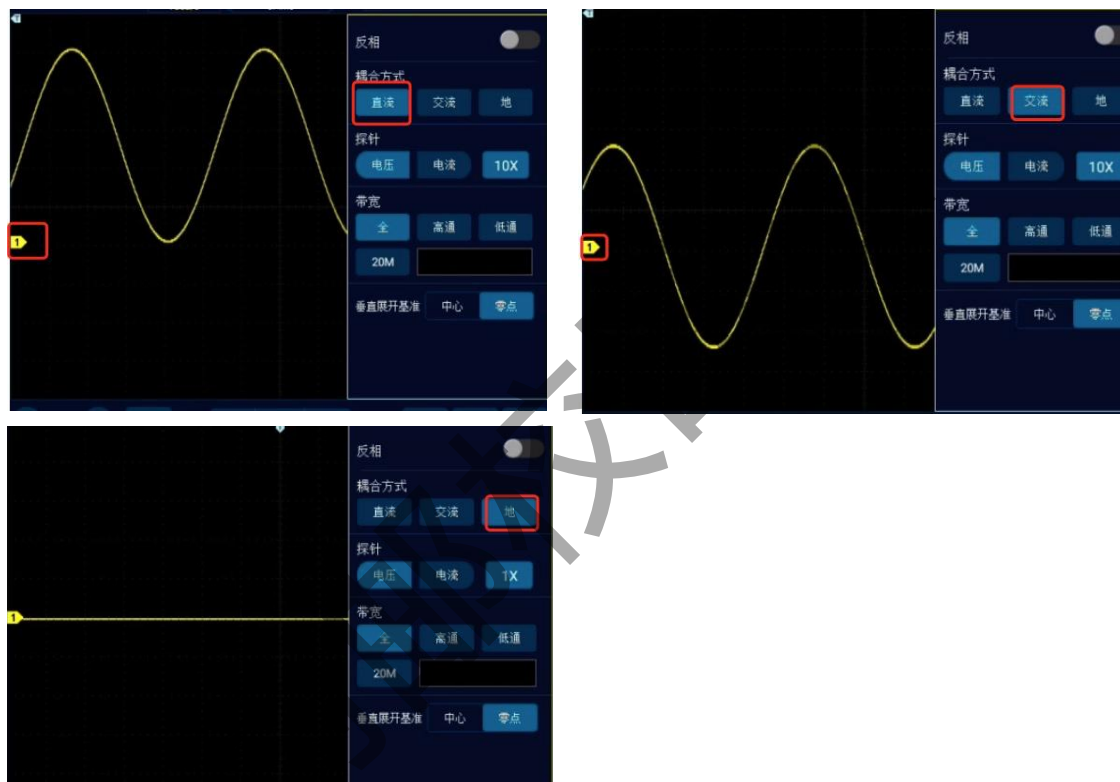 反相
耦合方式
直流 交流 地
探针
电压 电流 10X
带宽
全 高通 低通
20M
垂直展开基准 中心 零点
1
反相
耦合方式
直流 交流 地
探针
电压 电流 10X
带宽
全 高通 低通
20M
垂直展开基准 中心 零点
1
反相
耦合方式
直流 交流 地
探针
电压 电流 1X
带宽
全 高通 低通
20M
垂直展开基准 中心 零点
1